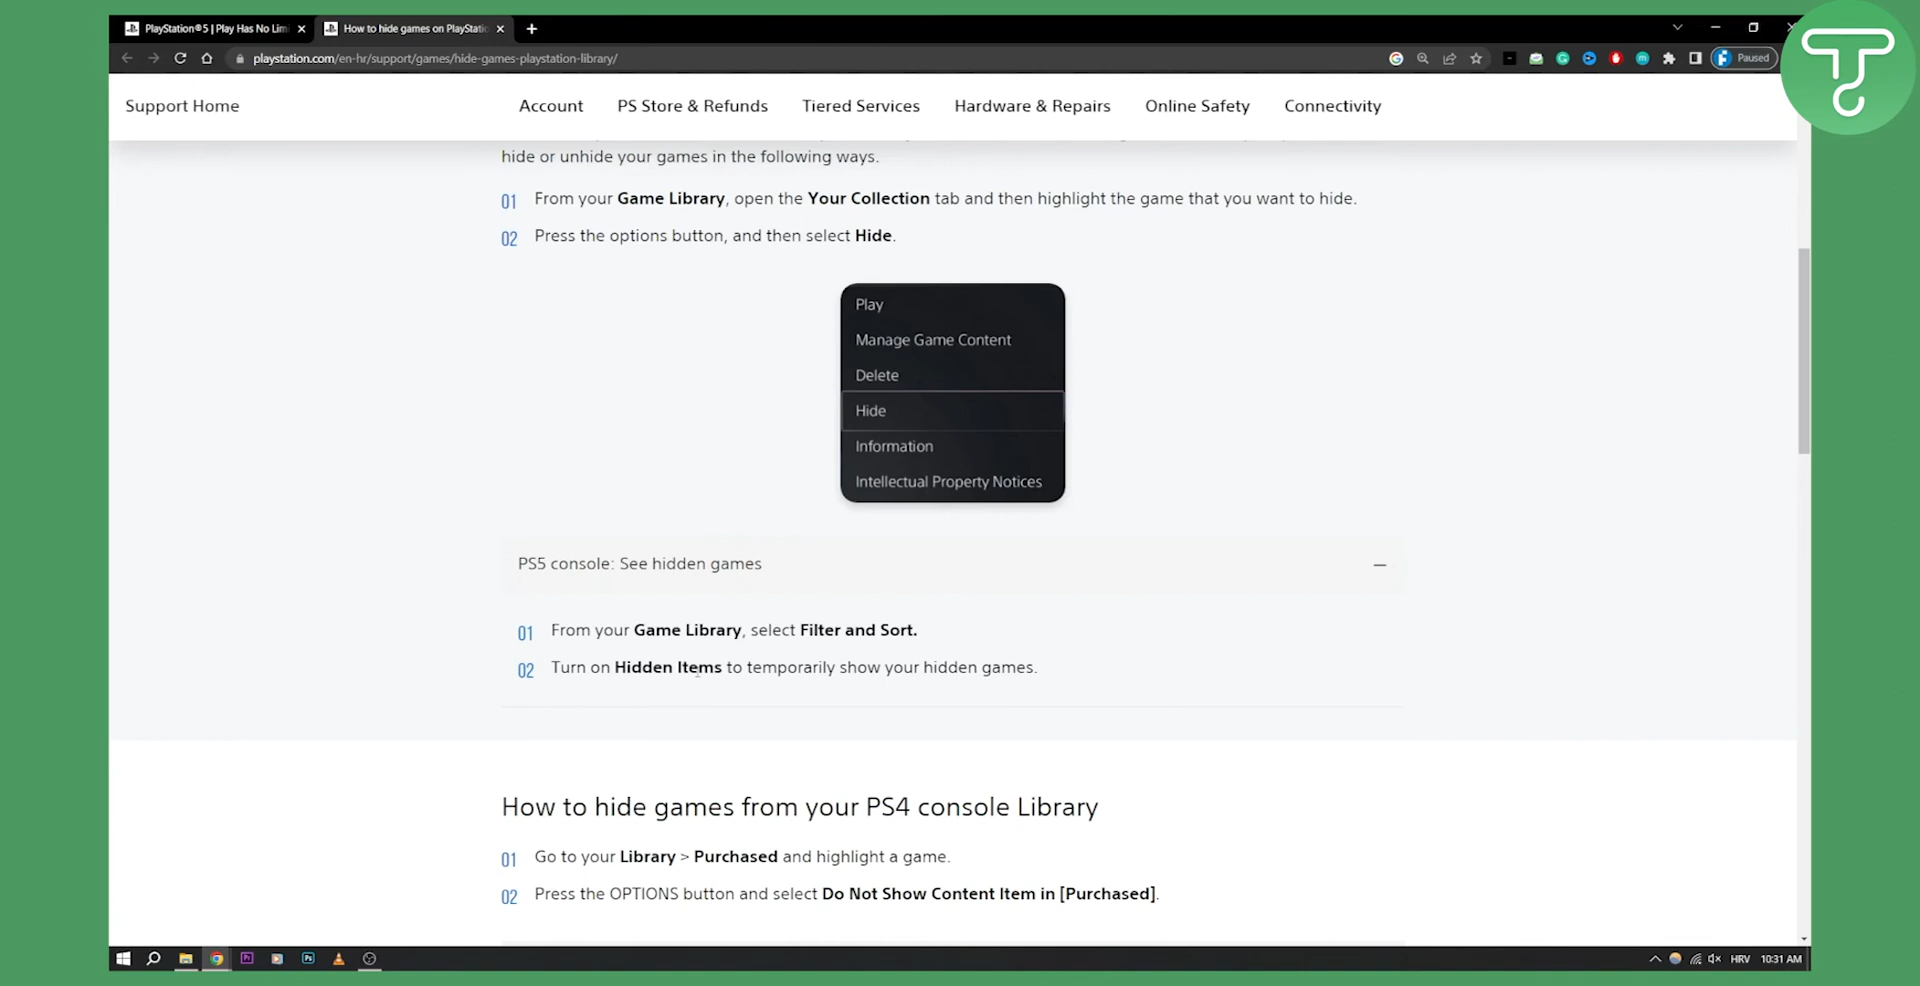 PlayStation®5 | Play Has No Limi
How to hide games on PlayStatio
playstation.com/en-hr/support/games/hide-games-playstation-library/
Paused
Support Home
Account
PS Store & Refunds
Tiered Services
Hardware & Repairs
Online Safety
Connectivity
hide or unhide your games in the following ways.
01 From your Game Library, open the Your Collection tab and then highlight the game that you want to hide.
02 Press the options button, and then select Hide.
Play
Manage Game Content
Delete
Hide
Information
Intellectual Property Notices
PS5 console: See hidden games
01 From your Game Library, select Filter and Sort.
02 Turn on Hidden Items to temporarily show your hidden games.
How to hide games from your PS4 console Library
01 Go to your Library > Purchased and highlight a game.
02 Press the OPTIONS button and select Do Not Show Content Item in [Purchased].
HRV
10:31 AM